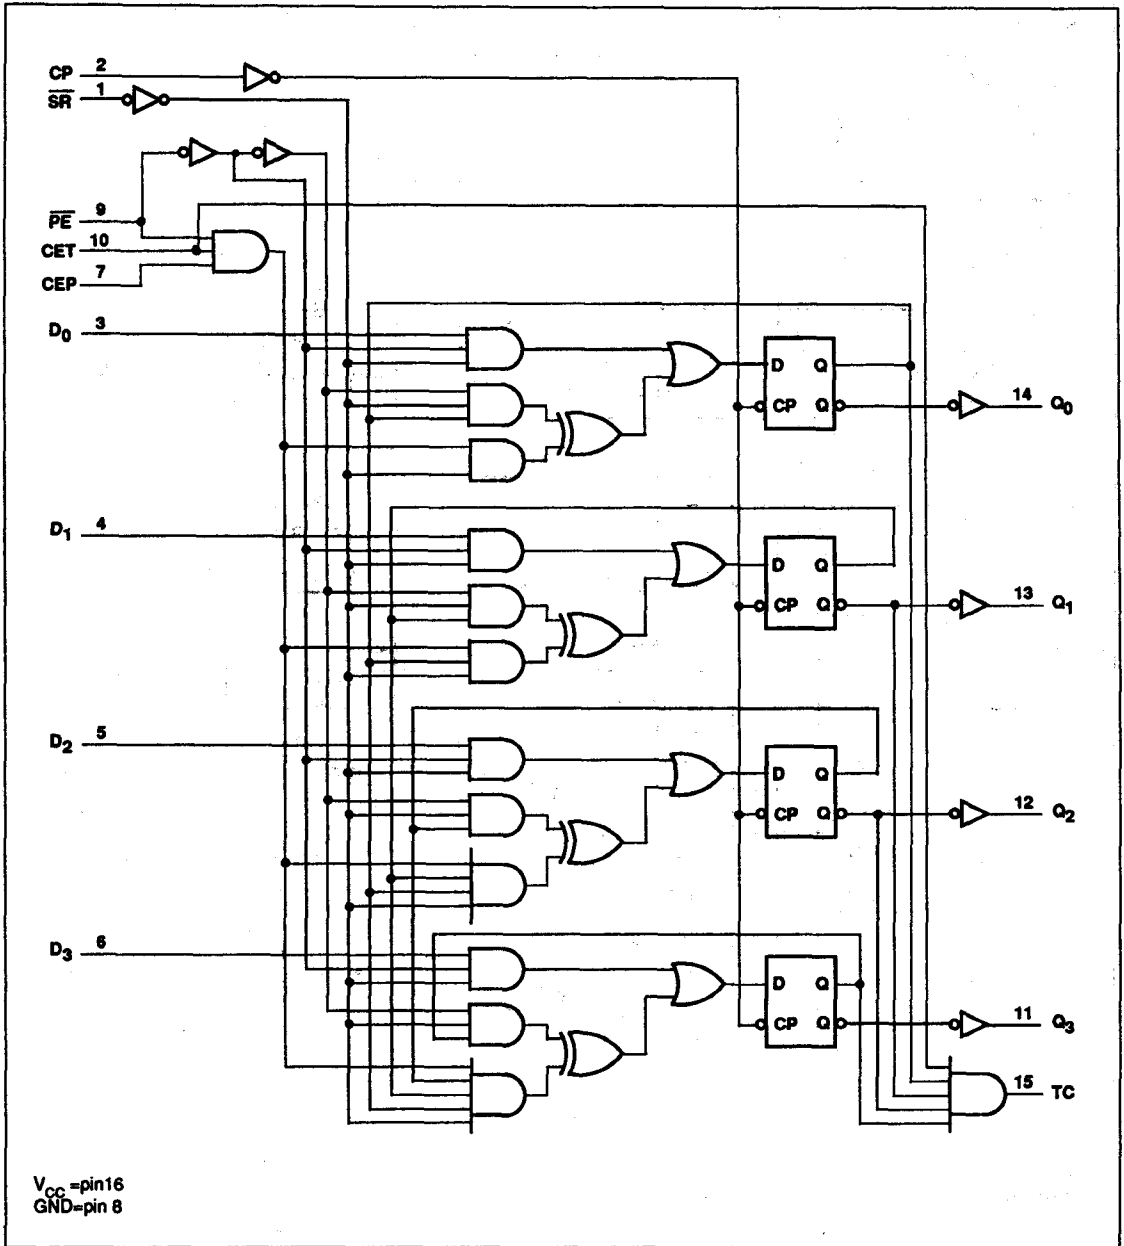 CP 2
SR 1
PE 9
CET 10
CEP 7
D0 3
D Q
CP Q
14 Q0
D1 4
D Q
CP Q
13 Q1
D2 5
D Q
CP Q
12 Q2
D3 6
D Q
CP Q
11 Q3
15 TC
VCC =pin16
GND=pin 8